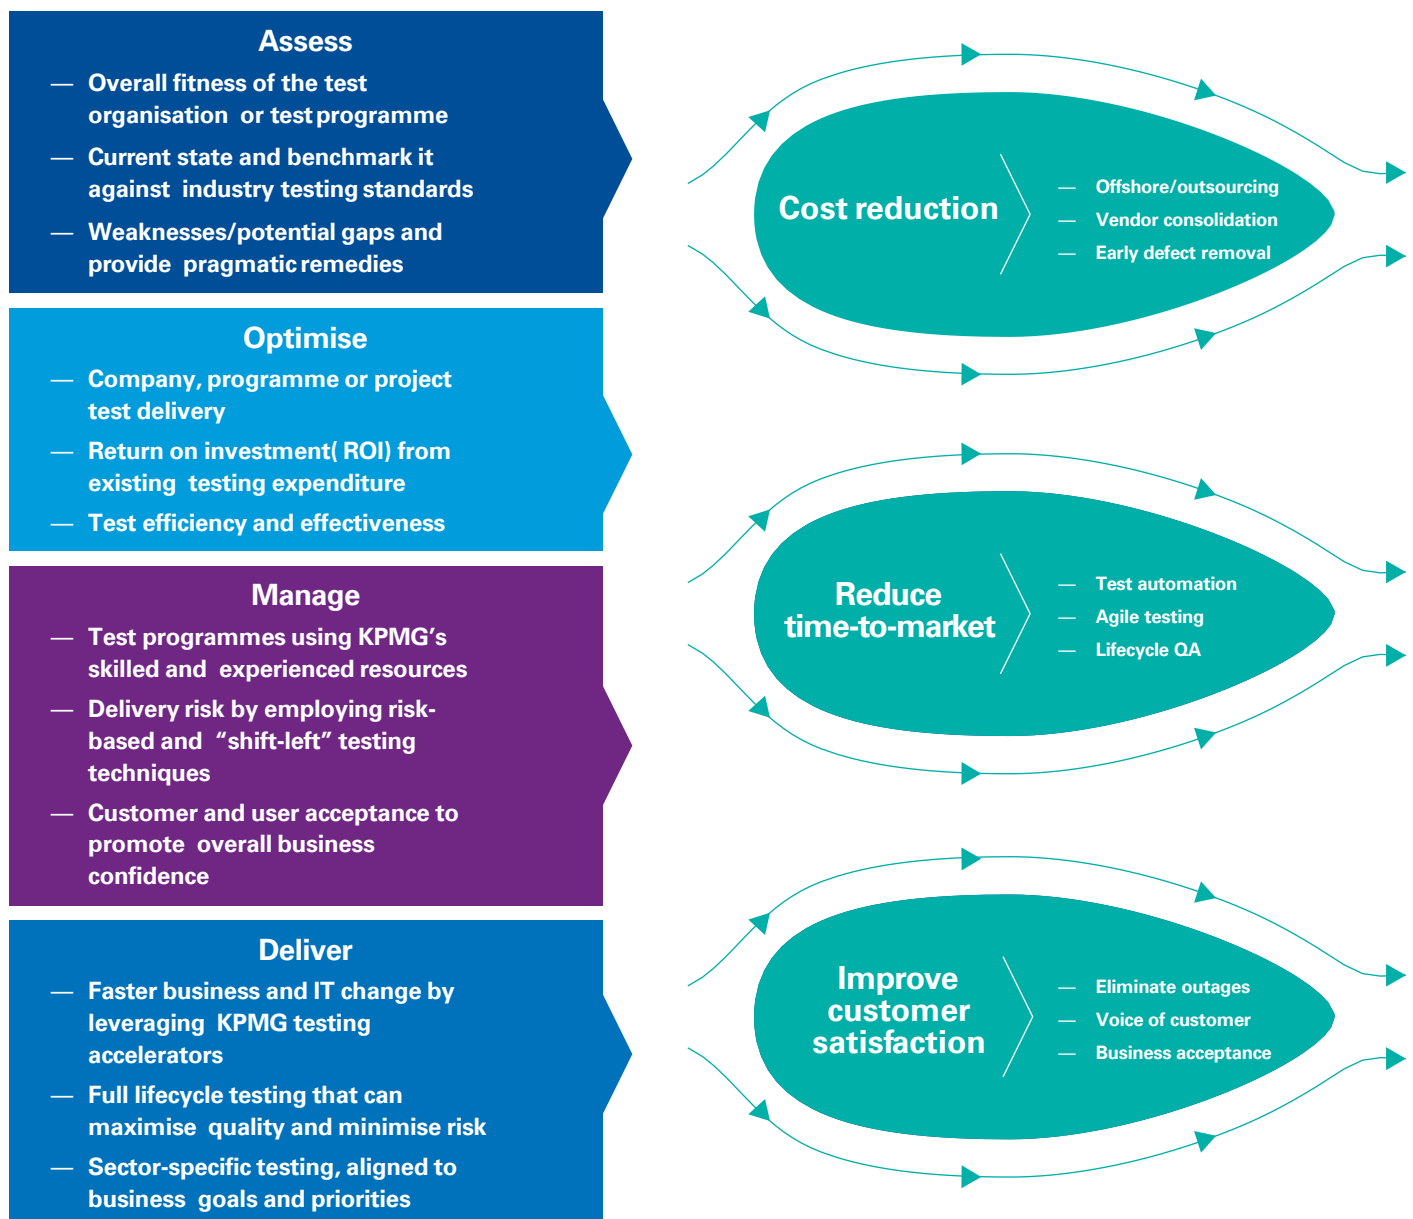 Assess
— Overall fitness of the test
organisation or test programme
— Current state and benchmark it
against industry testing standards
— Weaknesses/potential gaps and
provide pragmatic remedies
Optimise
— Company, programme or project
test delivery
— Return on investment( ROI) from
existing testing expenditure
— Test efficiency and effectiveness
Manage
— Test programmes using KPMG’s
skilled and experienced resources
— Delivery risk by employing risk-
based and “shift-left” testing
techniques
— Customer and user acceptance to
promote overall business
confidence
Deliver
— Faster business and IT change by
leveraging KPMG testing
accelerators
— Full lifecycle testing that can
maximise quality and minimise risk
— Sector-specific testing, aligned to
business goals and priorities
Cost reduction
— Offshore/outsourcing
— Vendor consolidation
— Early defect removal
Reduce
time-to-market
— Test automation
— Agile testing
— Lifecycle QA
Improve
customer
satisfaction
— Eliminate outages
— Voice of customer
— Business acceptance